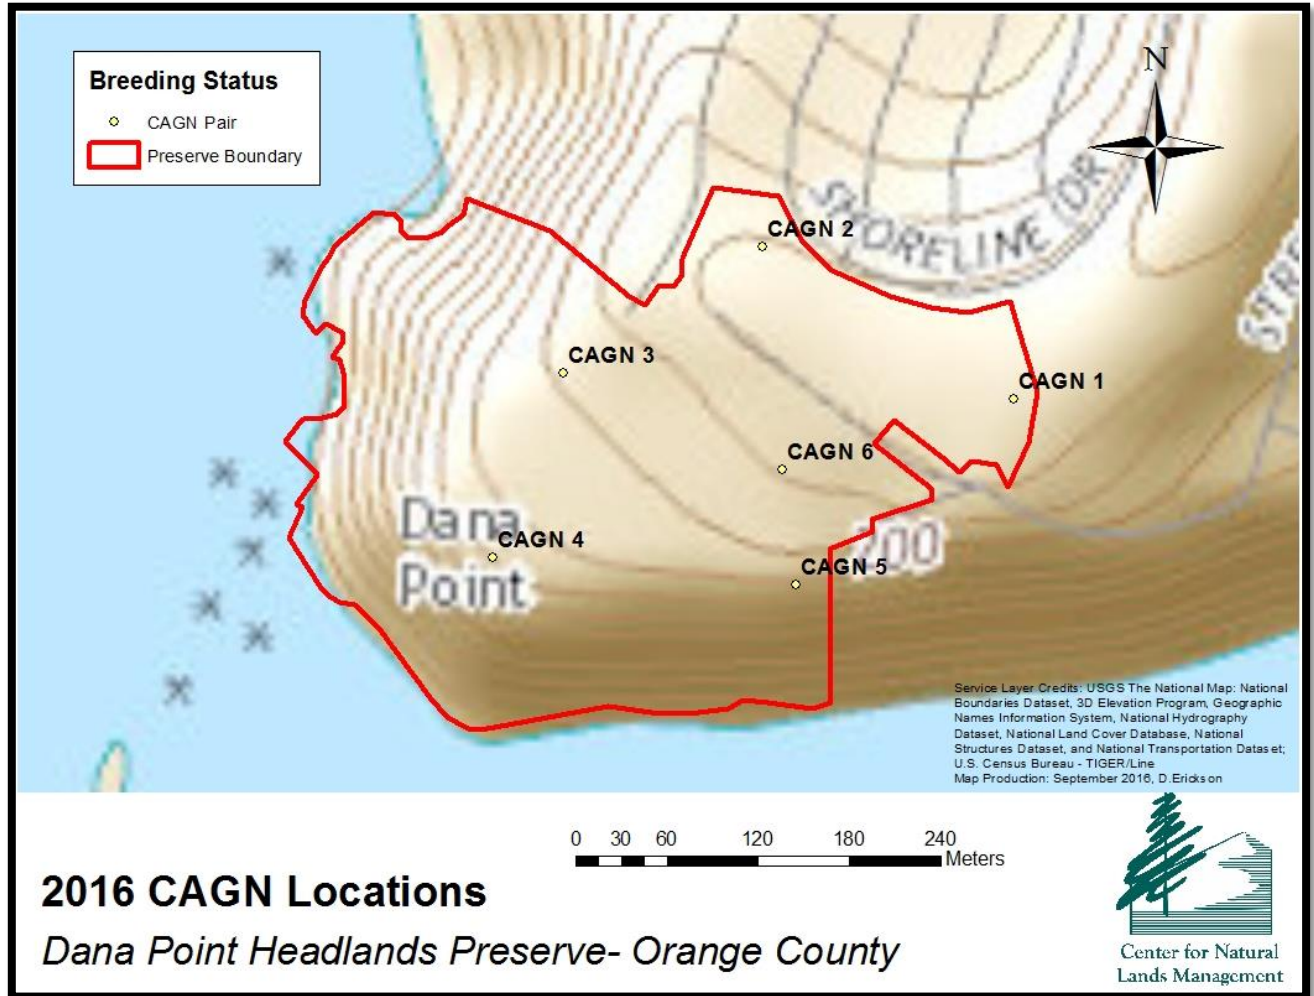 Breeding Status
CAGN Pair
Preserve Boundary
N
SHORELINE DR
STRE
CAGN 2
CAGN 3
CAGN 1
CAGN 6
Dana
Point
CAGN 4
200
CAGN 5
Service Layer Credits: USGS The National Map: National
Boundaries Dataset, 3D Elevation Program, Geographic
Names Information System, National Hydrography
Dataset, National Land Cover Database, National
Structures Dataset, and National Transportation Dataset;
U.S. Census Bureau - TIGER/Line
Map Production: September 2016, D.Erickson
0 30 60 120 180 240
Meters
2016 CAGN Locations
Dana Point Headlands Preserve- Orange County
Center for Natural
Lands Management